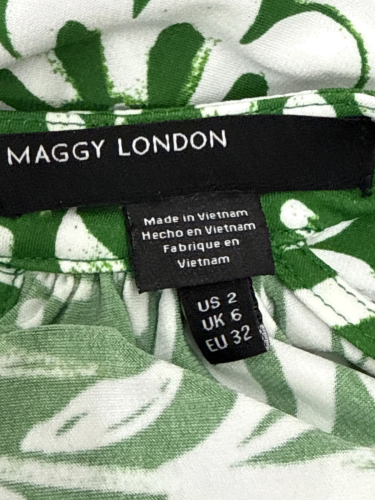 MAGGY LONDON
Made in Vietnam
Hecho en Vietnam
Fabrique en
Vietnam
US 2
UK 6
EU 32